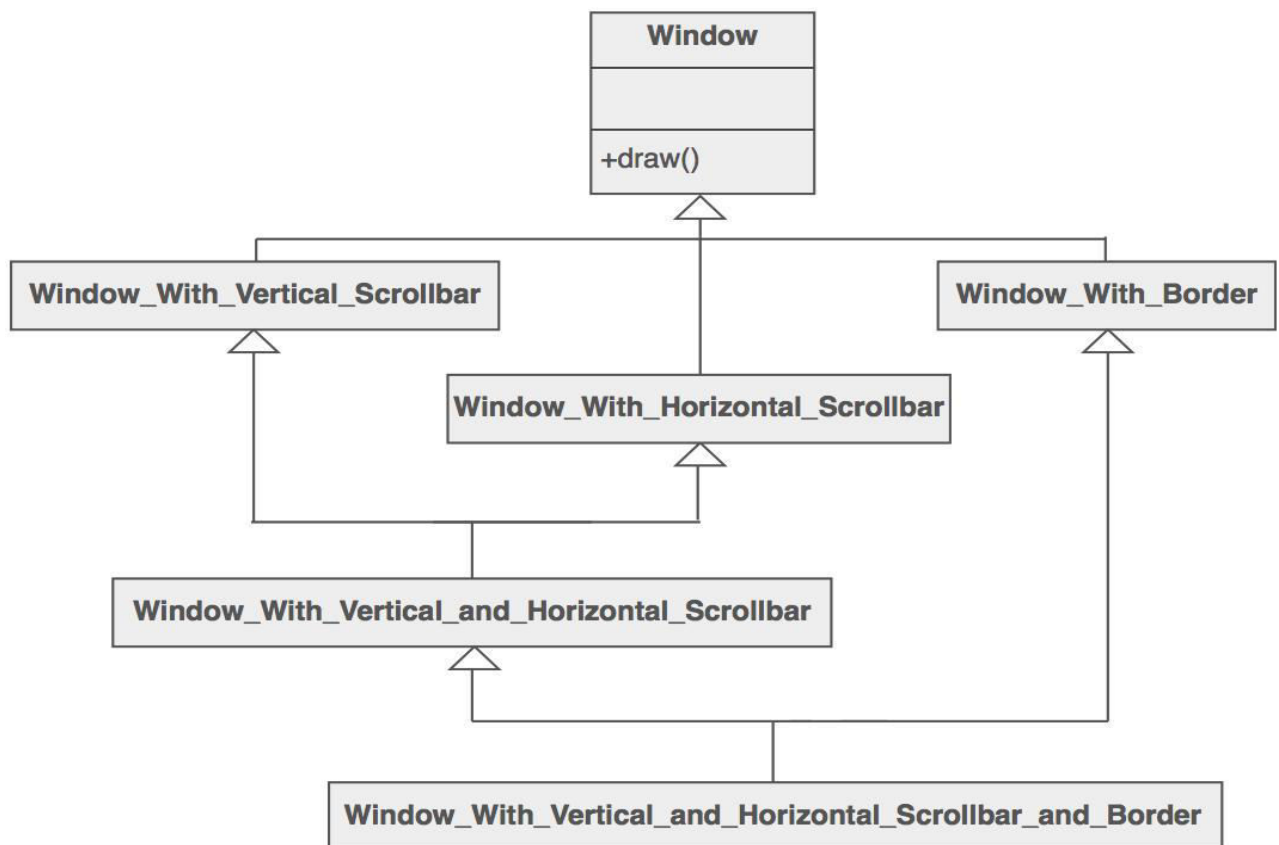 Window
+draw()
Window_With_Vertical_Scrollbar
Window_With_Border
Window_With_Horizontal_Scrollbar
Window_With_Vertical_and_Horizontal_Scrollbar
Window_With_Vertical_and_Horizontal_Scrollbar_and_Border